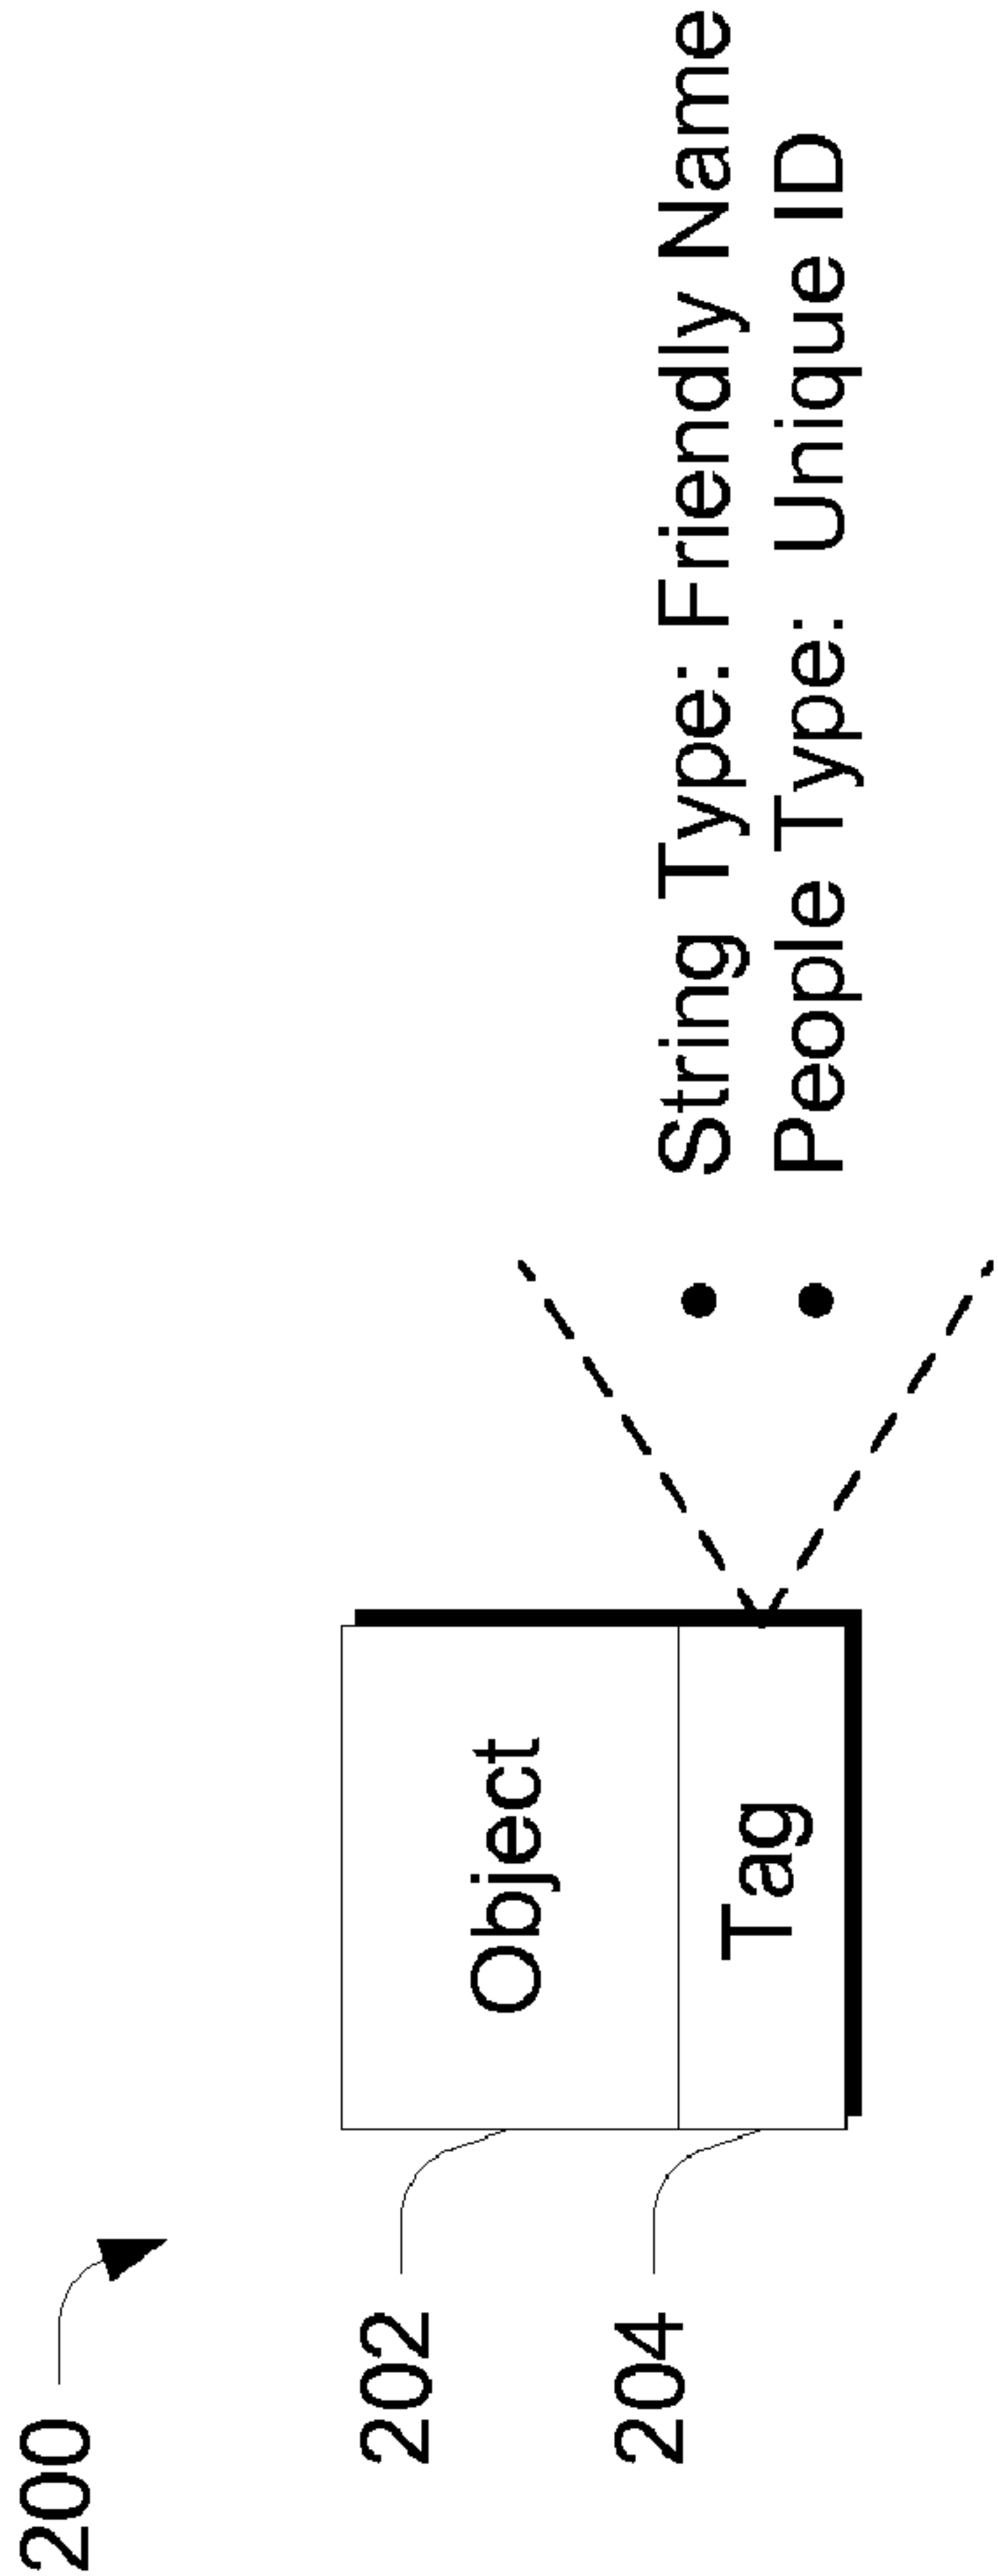 200
202
Object
204
Tag
• String Type: Friendly Name
• People Type: Unique ID